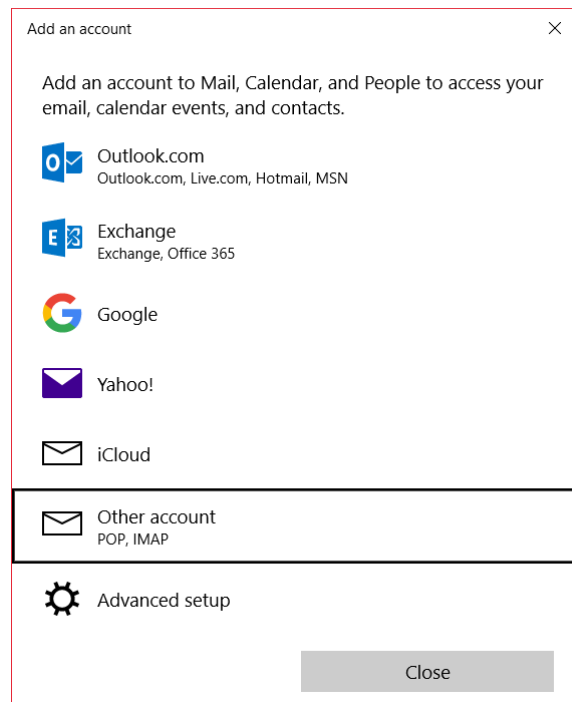 Add an account
Add an account to Mail, Calendar, and People to access your
email, calendar events, and contacts.
Outlook.com
Outlook.com, Live.com, Hotmail, MSN
Exchange
Exchange, Office 365
Google
Yahoo!
iCloud
Other account
POP, IMAP
Advanced setup
Close